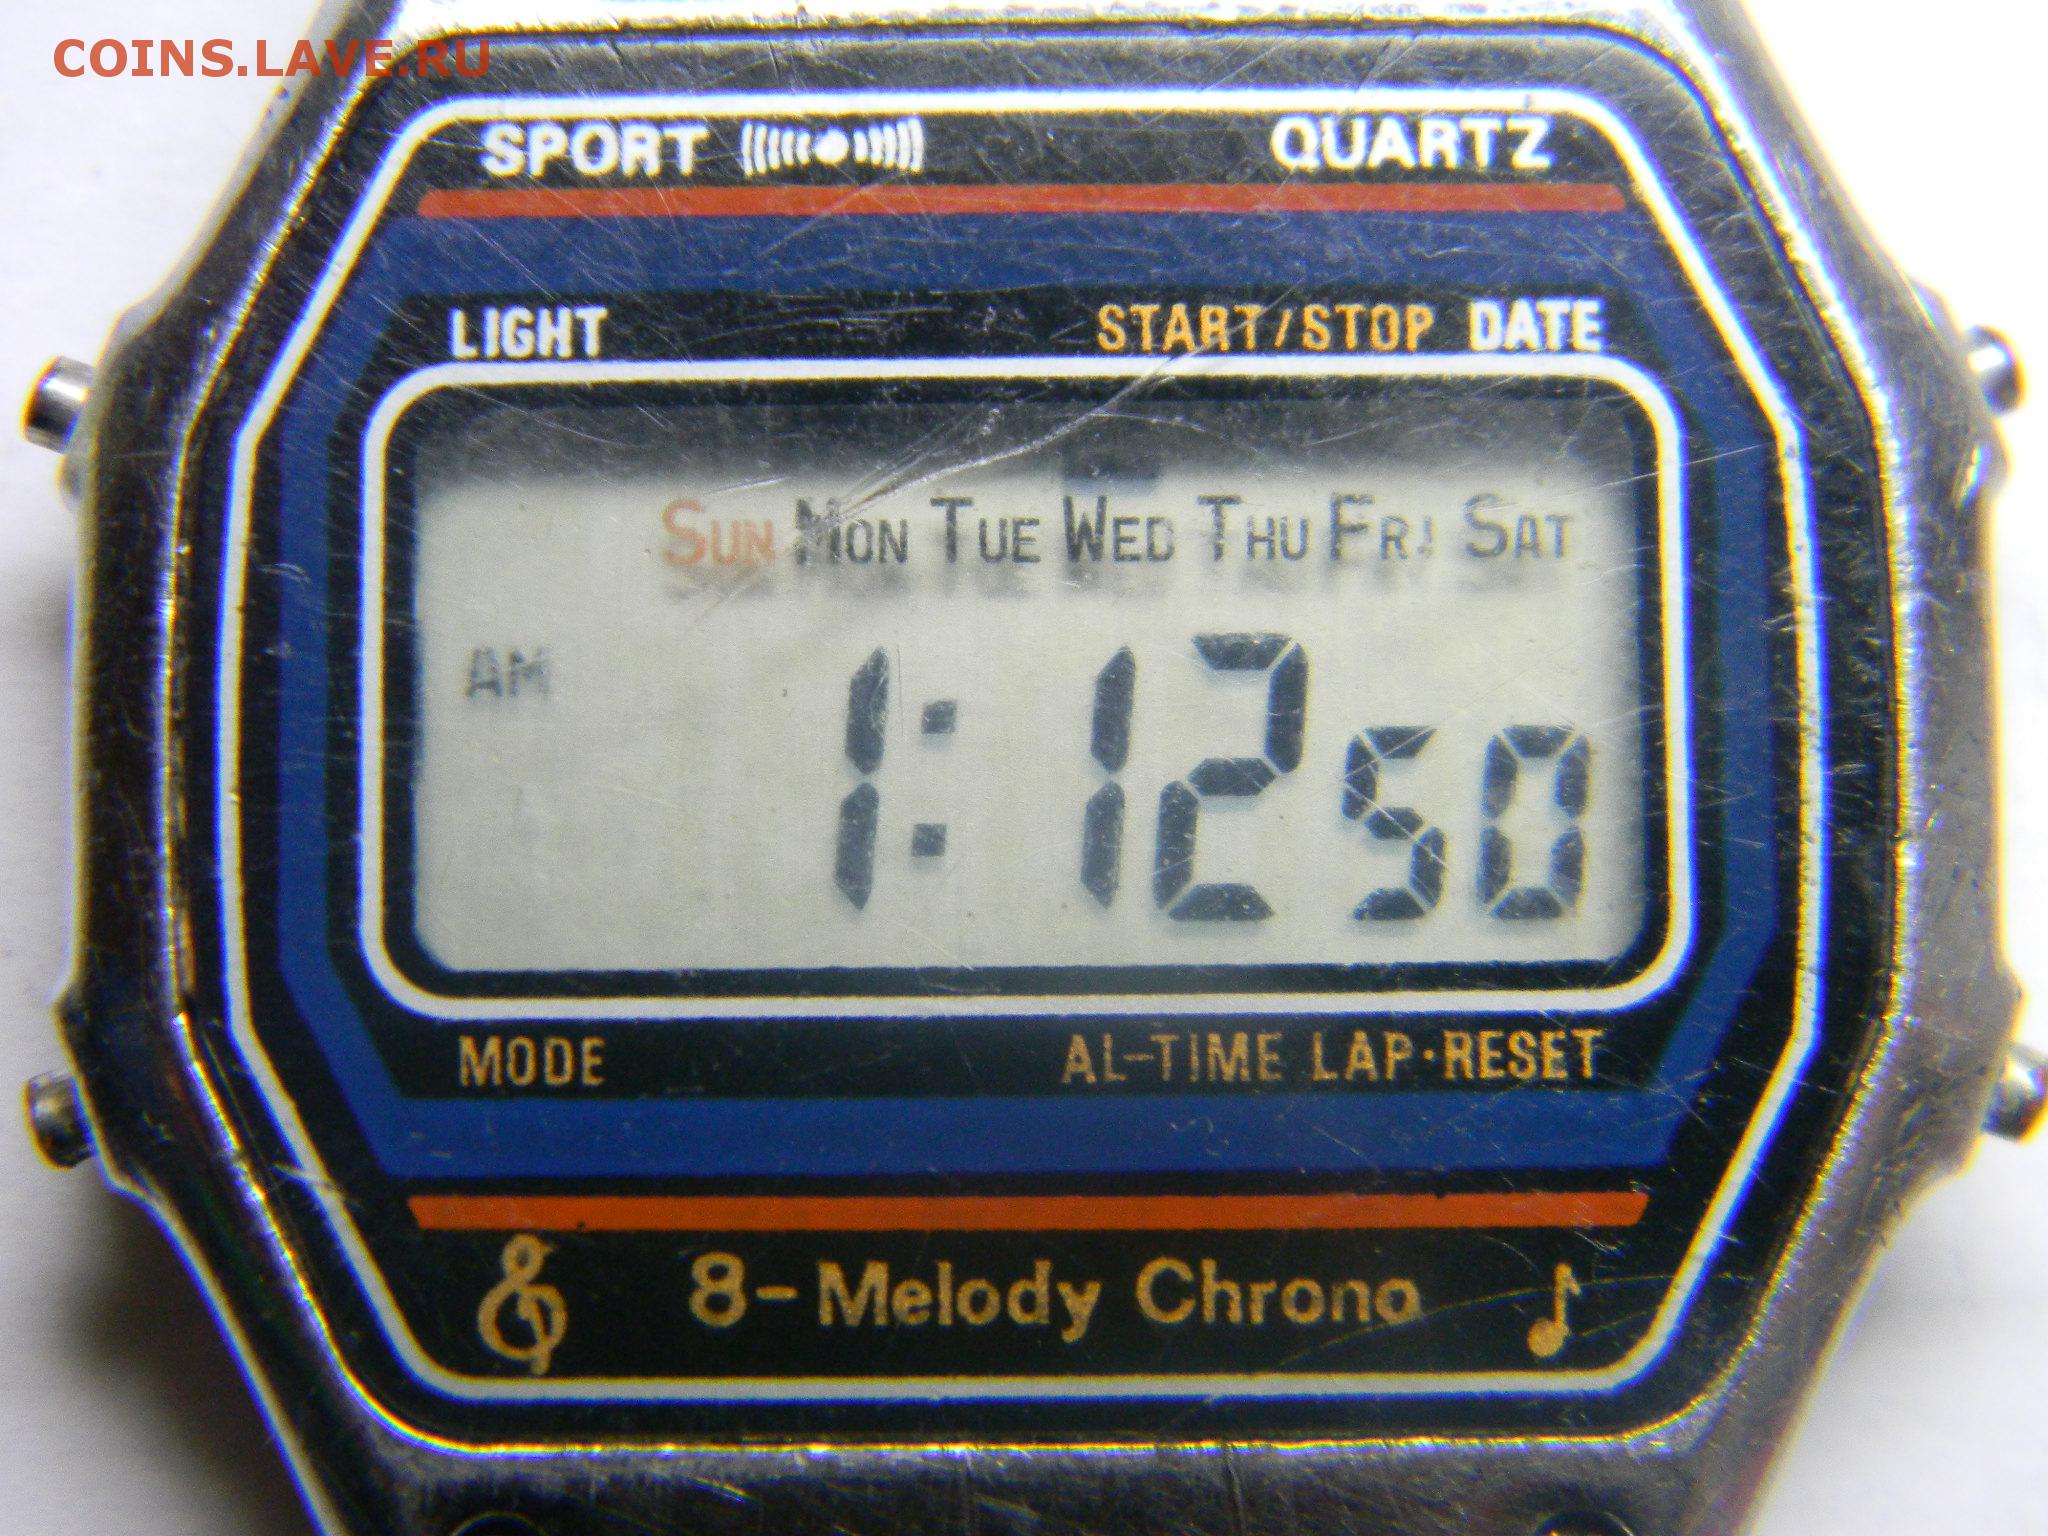 COINS.LAVE.RU
SPORT QUARTZ
LIGHT START/STOP DATE
SUN MON TUE WED THU FRI SAT
AM 1:12 50
MODE AL-TIME LAP·RESET
8-Melody Chrono